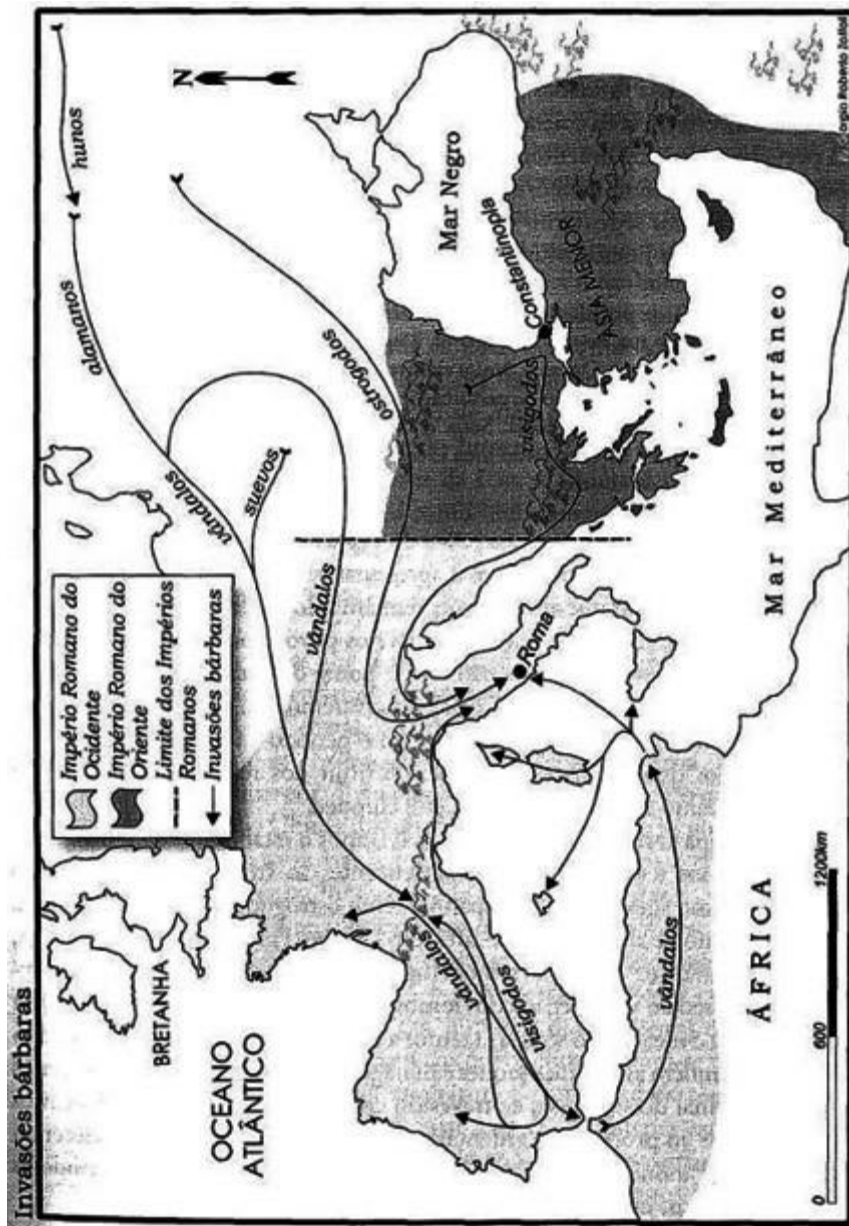 Invasões bárbaras
hunos
alamanos
N
ostrogodos
Mar Negro
vândalos
suevos
Constantinopla
ÁSIA MENOR
visigodos
Império Romano do
Ocidente
Império Romano do
Oriente
Limite dos Impérios
Romanos
Invasões bárbaras
vândalos
Roma
Mar Mediterrâneo
BRETANHA
OCEANO
ATLÂNTICO
vândalos
visigodos
vândalos
ÁFRICA
0
600
1200km
Roberto